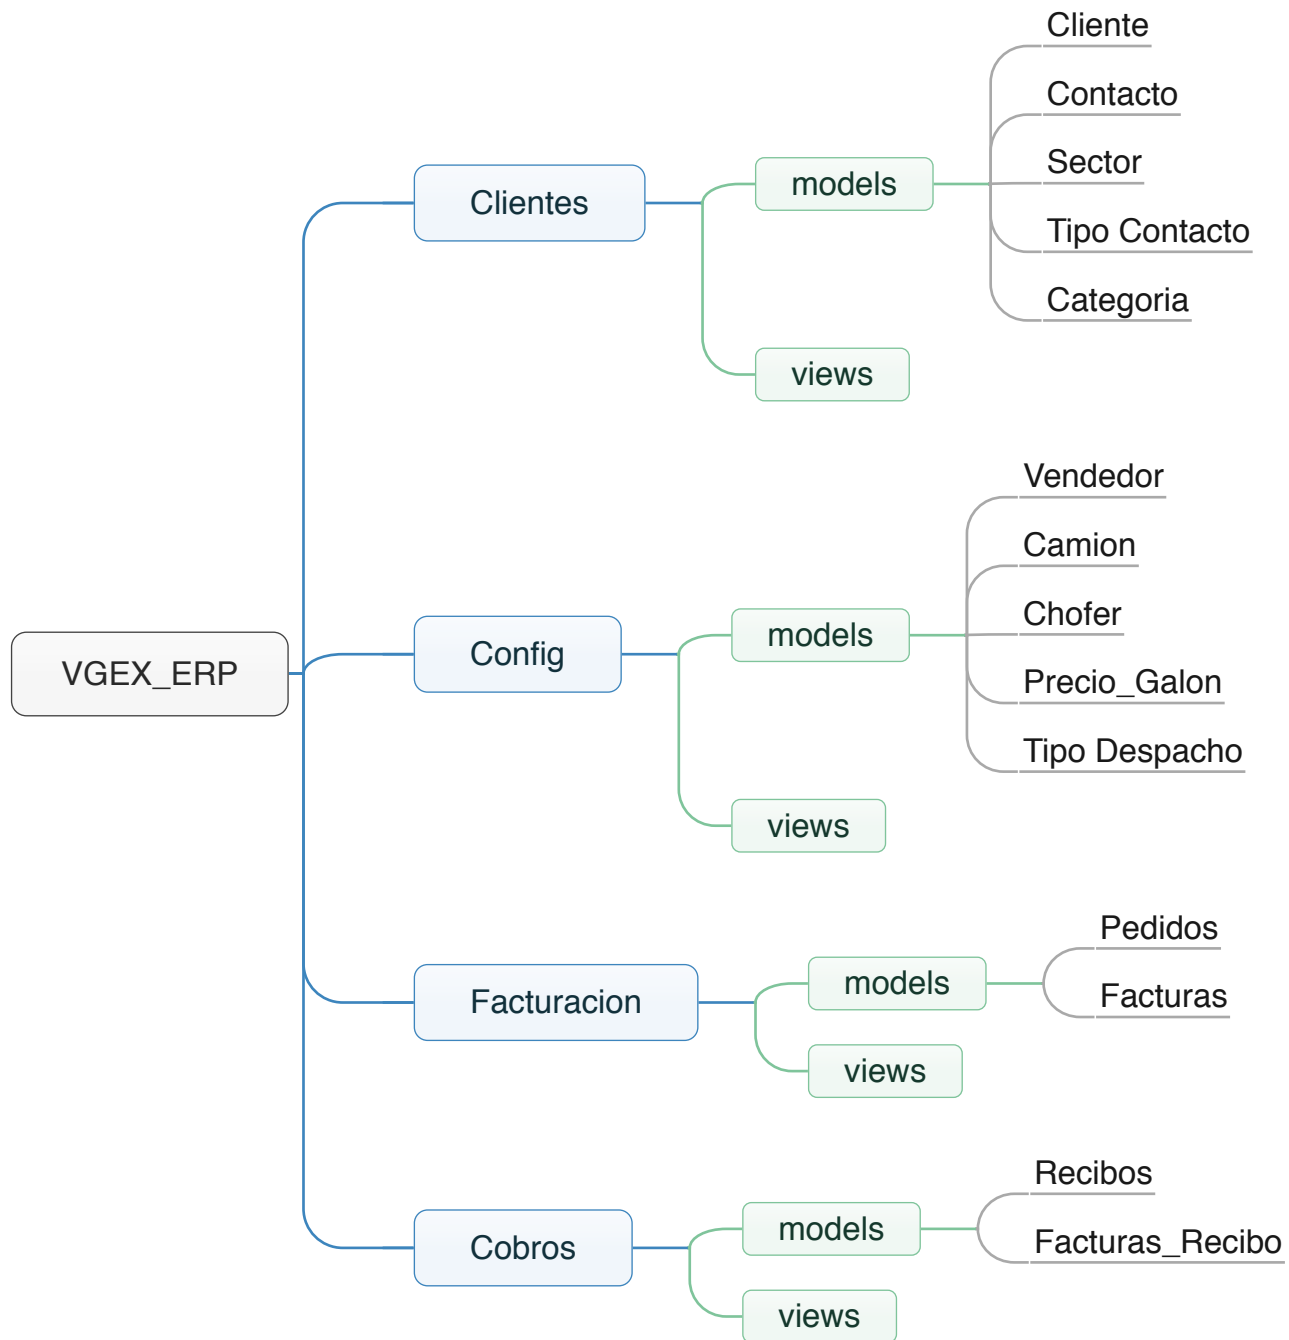 VGEX_ERP
Clientes
models
Cliente
Contacto
Sector
Tipo Contacto
Categoria
views
Config
models
Vendedor
Camion
Chofer
Precio_Galon
Tipo Despacho
views
Facturacion
models
Pedidos
Facturas
views
Cobros
models
Recibos
Facturas_Recibo
views